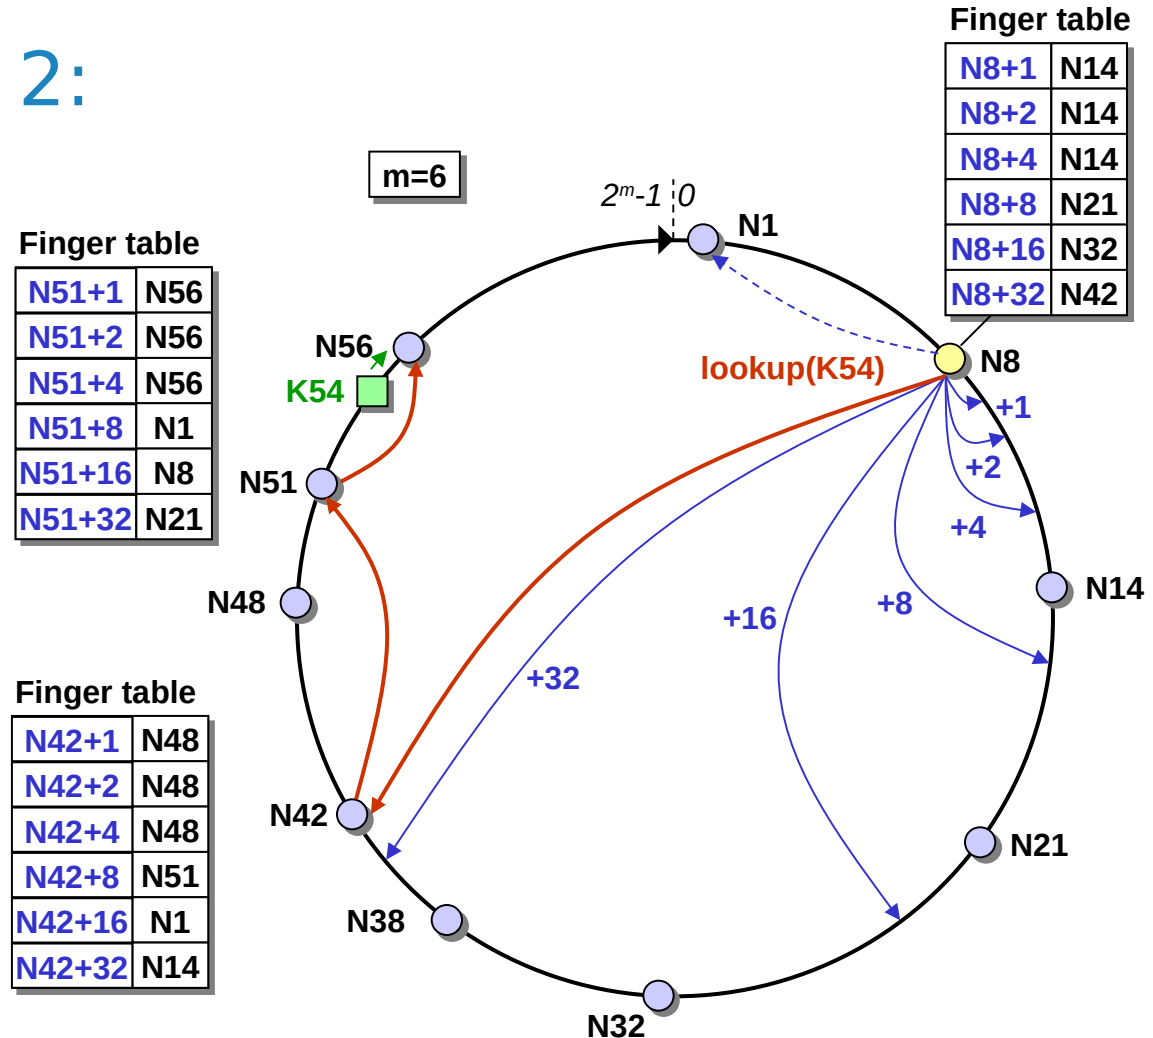 2:
m=6
2ᵐ-1 0
N1
Finger table
N8+1 N14
N8+2 N14
N8+4 N14
N8+8 N21
N8+16 N32
N8+32 N42
Finger table
N51+1 N56
N51+2 N56
N51+4 N56
N51+8 N1
N51+16 N8
N51+32 N21
N56
K54
lookup(K54)
N8
+1
+2
+4
+8
+16
+32
N51
N48
N14
Finger table
N42+1 N48
N42+2 N48
N42+4 N48
N42+8 N51
N42+16 N1
N42+32 N14
N42
N21
N38
N32